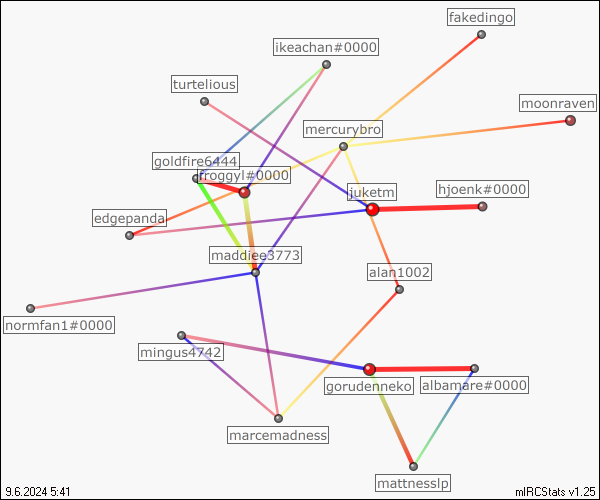 fakedingo
ikeachan#0000
turtelious
moonraven
mercurybro
goldfire6444
froggyl#0000
juketm
hjoenk#0000
edgepanda
maddiee3773
alan1002
normfan1#0000
mingus4742
gorudenneko
albamare#0000
marcemadness
mattnesslp
9.6.2024 5:41
mIRCStats v1.25